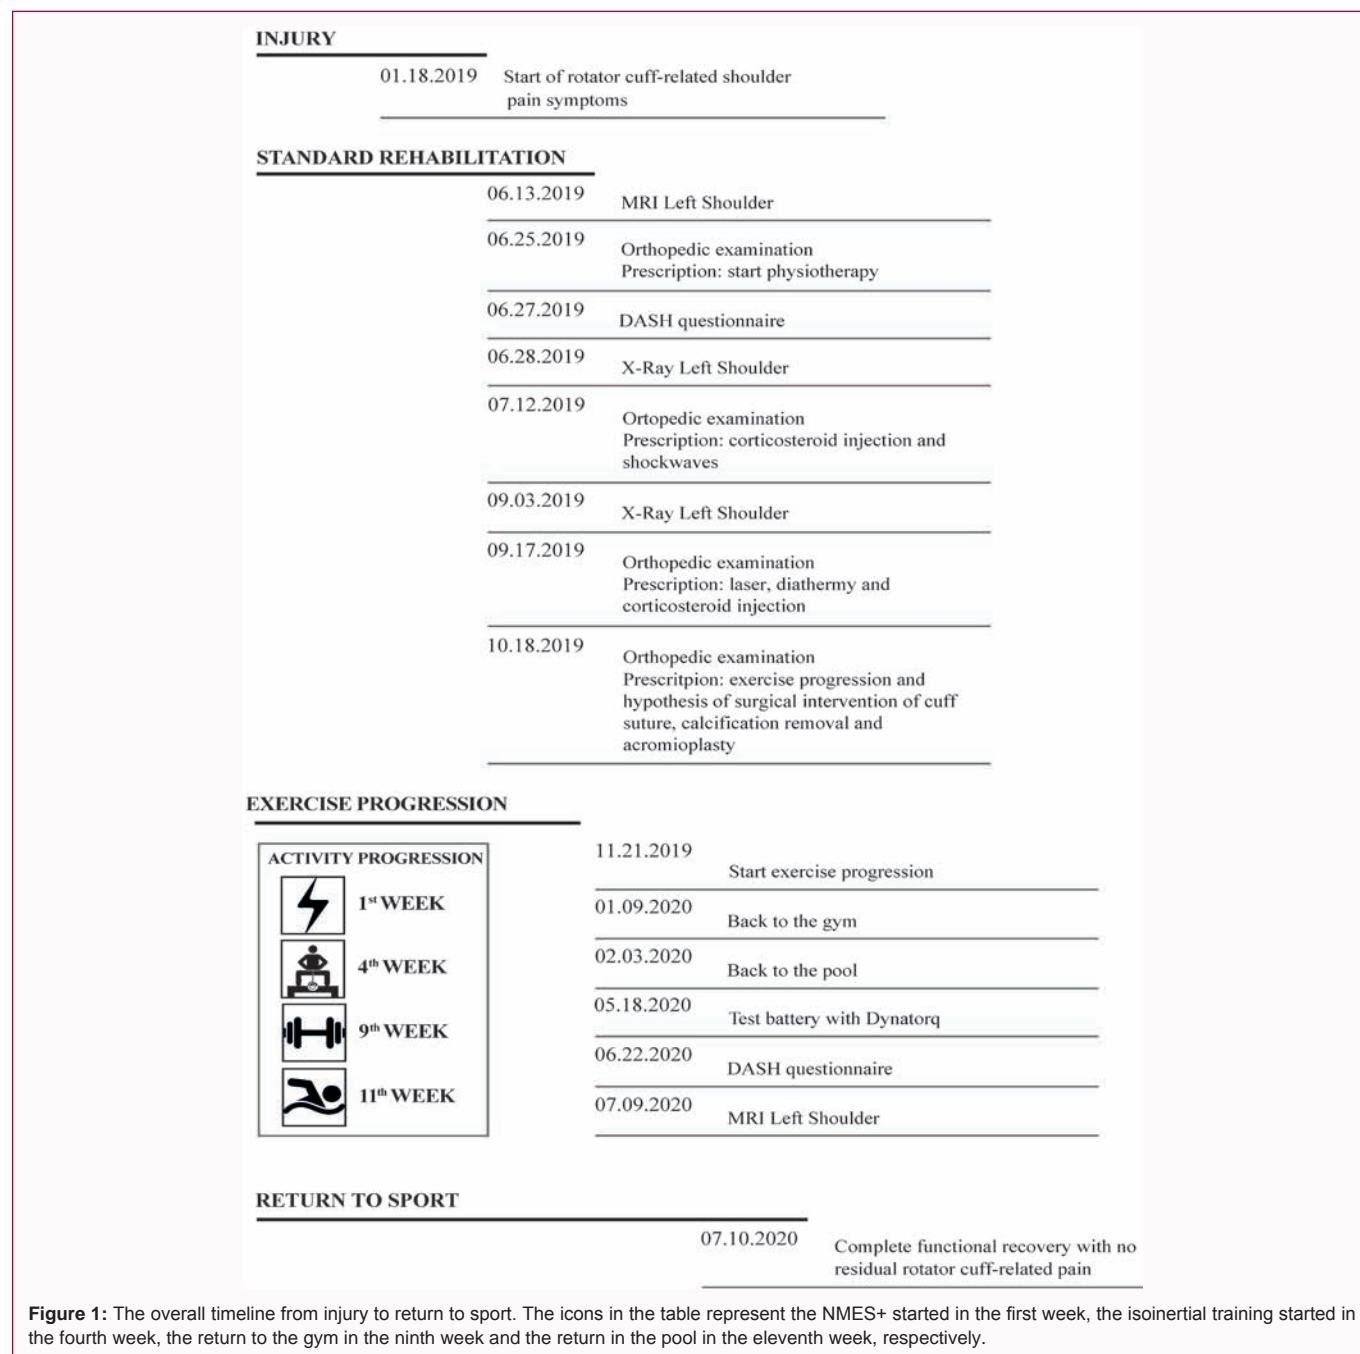 INJURY
01.18.2019 Start of rotator cuff-related shoulder
pain symptoms
STANDARD REHABILITATION
06.13.2019 MRI Left Shoulder
06.25.2019 Orthopedic examination
Prescription: start physiotherapy
06.27.2019 DASH questionnaire
06.28.2019 X-Ray Left Shoulder
07.12.2019 Ortopedic examination
Prescription: corticosteroid injection and
shockwaves
09.03.2019 X-Ray Left Shoulder
09.17.2019 Orthopedic examination
Prescription: laser, diathermy and
corticosteroid injection
10.18.2019 Orthopedic examination
Prescritpion: exercise progression and
hypothesis of surgical intervention of cuff
suture, calcification removal and
acromioplasty
EXERCISE PROGRESSION
ACTIVITY PROGRESSION
1st WEEK
4th WEEK
9th WEEK
11th WEEK
11.21.2019 Start exercise progression
01.09.2020 Back to the gym
02.03.2020 Back to the pool
05.18.2020 Test battery with Dynatorq
06.22.2020 DASH questionnaire
07.09.2020 MRI Left Shoulder
RETURN TO SPORT
07.10.2020 Complete functional recovery with no
residual rotator cuff-related pain
Figure 1: The overall timeline from injury to return to sport. The icons in the table represent the NMES+ started in the first week, the isoinertial training started in
the fourth week, the return to the gym in the ninth week and the return in the pool in the eleventh week, respectively.